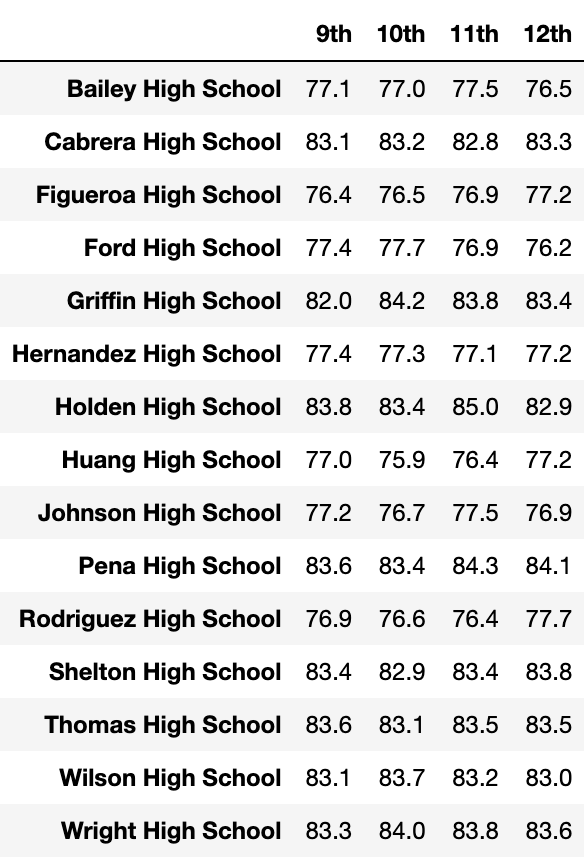 9th 10th 11th 12th
Bailey High School 77.1 77.0 77.5 76.5
Cabrera High School 83.1 83.2 82.8 83.3
Figueroa High School 76.4 76.5 76.9 77.2
Ford High School 77.4 77.7 76.9 76.2
Griffin High School 82.0 84.2 83.8 83.4
Hernandez High School 77.4 77.3 77.1 77.2
Holden High School 83.8 83.4 85.0 82.9
Huang High School 77.0 75.9 76.4 77.2
Johnson High School 77.2 76.7 77.5 76.9
Pena High School 83.6 83.4 84.3 84.1
Rodriguez High School 76.9 76.6 76.4 77.7
Shelton High School 83.4 82.9 83.4 83.8
Thomas High School 83.6 83.1 83.5 83.5
Wilson High School 83.1 83.7 83.2 83.0
Wright High School 83.3 84.0 83.8 83.6